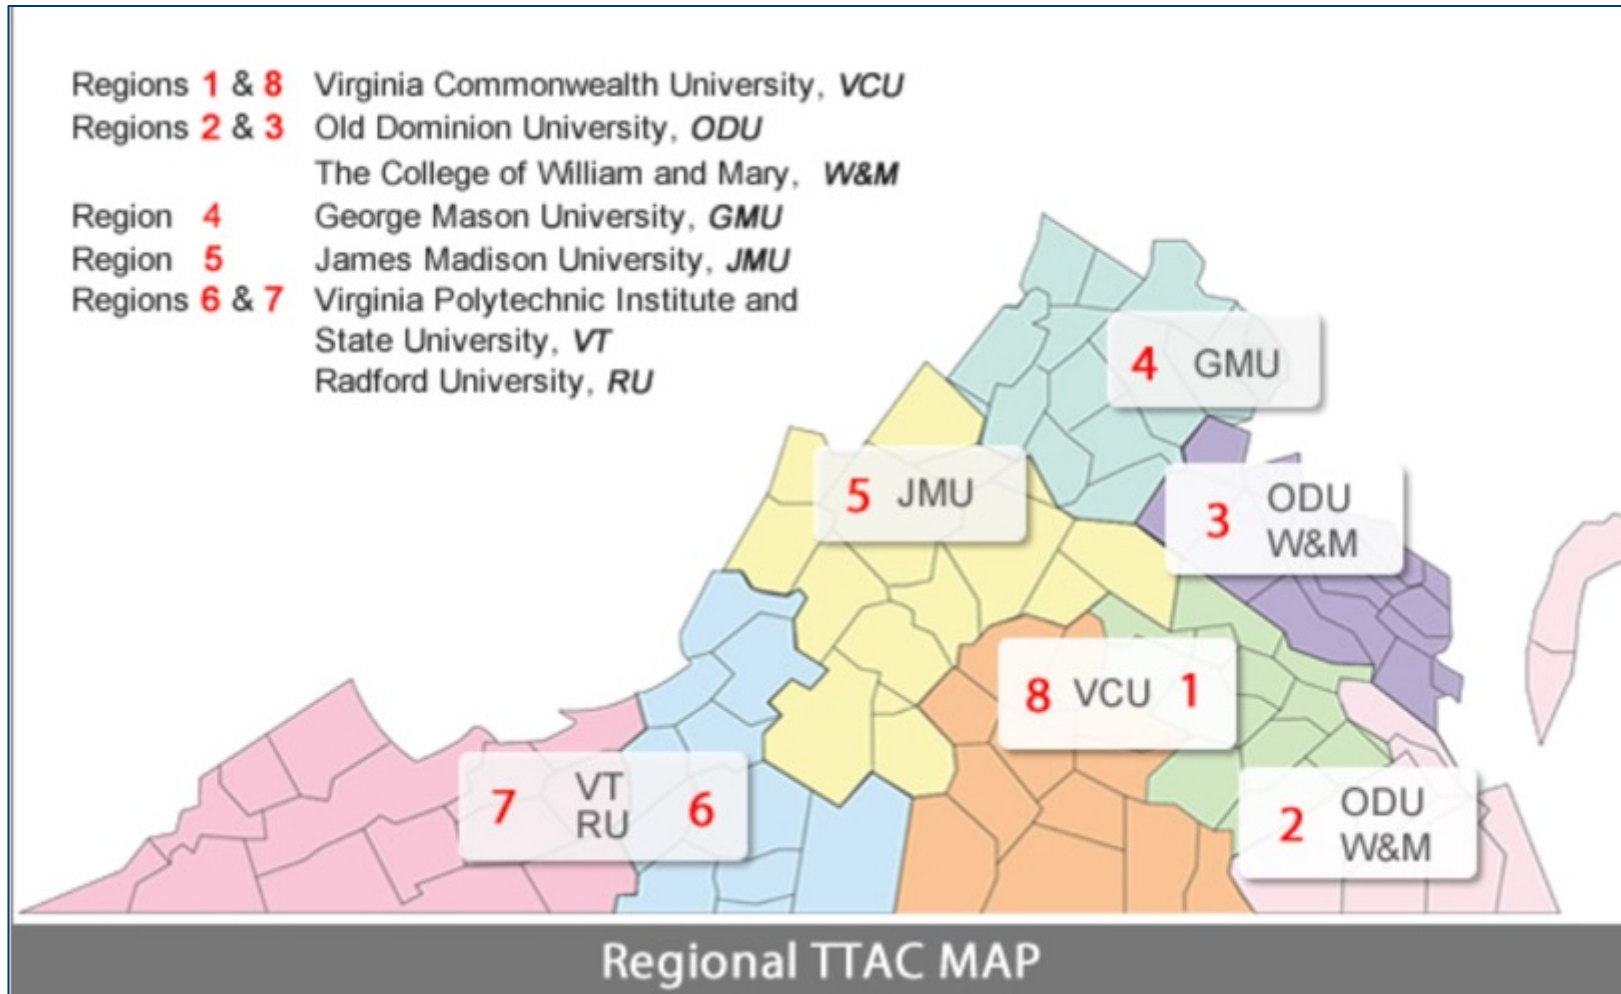 Regions 1 & 8 Virginia Commonwealth University, VCU
Regions 2 & 3 Old Dominion University, ODU
The College of William and Mary, W&M
Region 4 George Mason University, GMU
Region 5 James Madison University, JMU
Regions 6 & 7 Virginia Polytechnic Institute and
State University, VT
Radford University, RU
4 GMU
5 JMU
3 ODU
W&M
8 VCU 1
7 VT
RU 6
2 ODU
W&M
Regional TTAC MAP